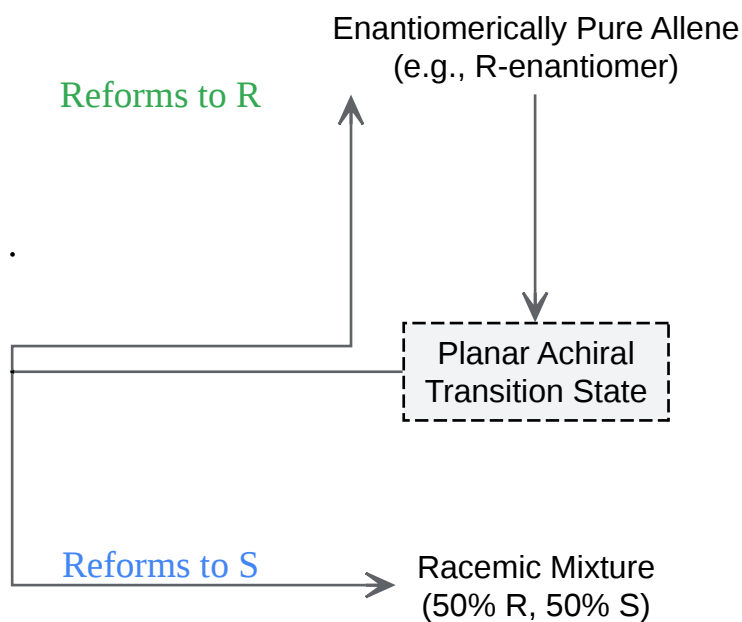 Enantiomerically Pure Allene
(e.g., R-enantiomer)
Reforms to R
Planar Achiral
Transition State
Reforms to S
Racemic Mixture
(50% R, 50% S)